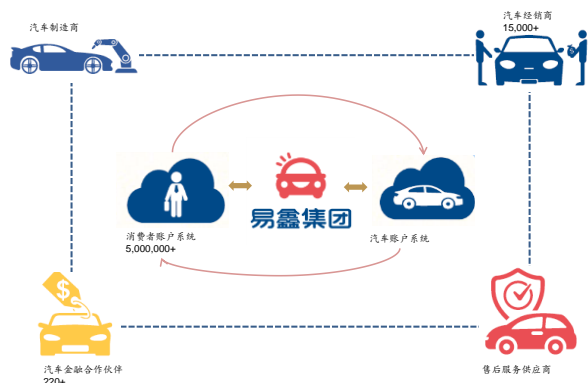 汽车制造商
汽车经销商
15,000+
$
易鑫集团
消费者账户系统
5,000,000+
汽车账户系统
汽车金融合作伙伴
220+
售后服务供应商